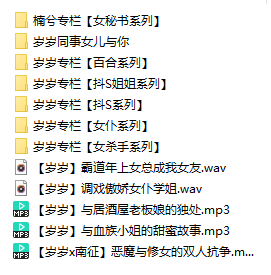 楠兮专栏【女秘书系列】
岁岁同事女儿与你
岁岁专栏【百合系列】
岁岁专栏【抖S姐姐系列】
岁岁专栏【抖S系列】
岁岁专栏【女仆系列】
岁岁专栏【女杀手系列】
【岁岁】霸道年上女总成我女友.wav
【岁岁】调戏傲娇女仆学姐.wav
MP3 【岁岁】与居酒屋老板娘的独处.mp3
MP3 【岁岁】与血族小姐的甜蜜故事.mp3
MP3 【岁岁x南征】恶魔与修女的双人抗争.m...